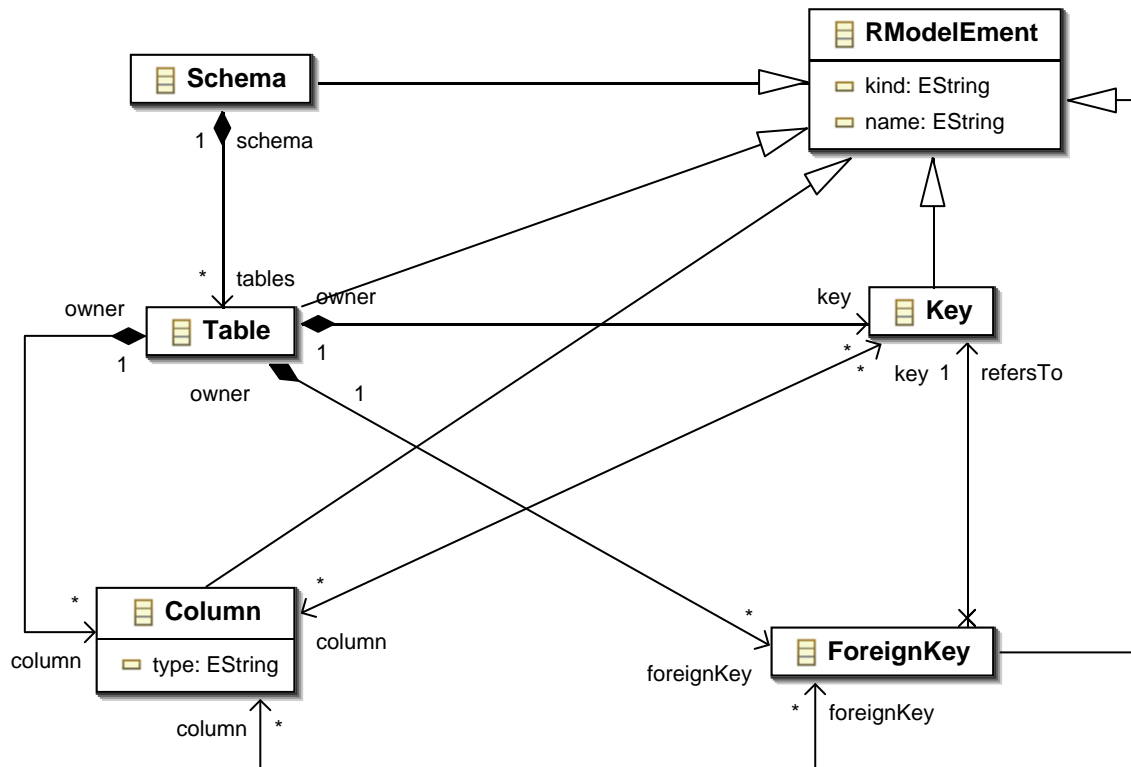 RModelEment
kind: EString
name: EString
Schema
1
schema
*
tables
owner
Table
1
owner
1
key
*
Key
owner
1
*
key
1
refersTo
*
Column
type: EString
column
*
column
*
foreignKey
ForeignKey
column
*
*
foreignKey